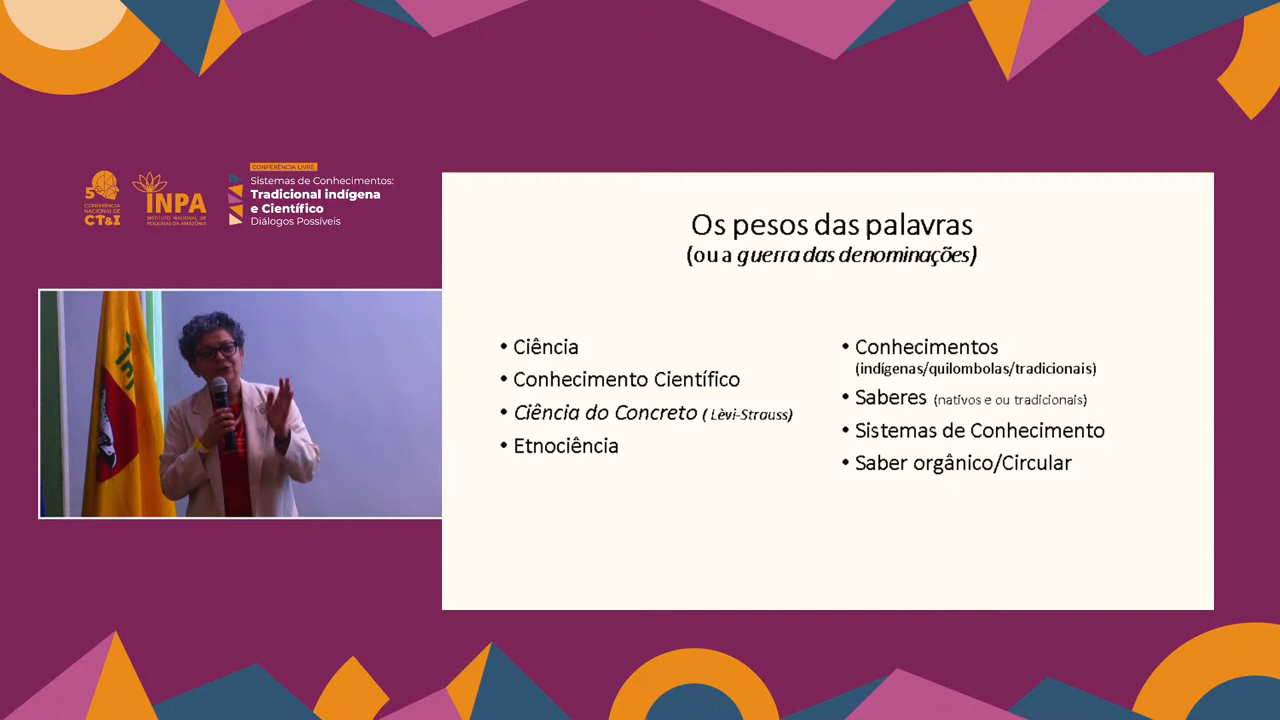 CONFERÊNCIA LIVRE
Sistemas de Conhecimentos:
Tradicional indígena
e Científico
Diálogos Possíveis
5
CONFERÊNCIA
NACIONAL DE
CT&I
INPA
INSTITUTO NACIONAL DE
PESQUISAS DA AMAZÔNIA
Os pesos das palavras
(ou a guerra das denominações)
• Ciência
• Conhecimento Científico
• Ciência do Concreto ( Lèvi-Strauss)
• Etnociência
• Conhecimentos
(indígenas/quilombolas/tradicionais)
• Saberes (nativos e ou tradicionais)
• Sistemas de Conhecimento
• Saber orgânico/Circular